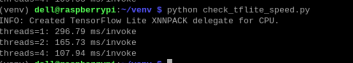 (venv) dell@raspberrypi:~/venv $ python check_tflite_speed.py
INFO: Created TensorFlow Lite XNNPACK delegate for CPU.
threads=1: 296.79 ms/invoke
threads=2: 165.73 ms/invoke
threads=4: 107.94 ms/invoke
(venv) dell@raspberrypi:~/venv $